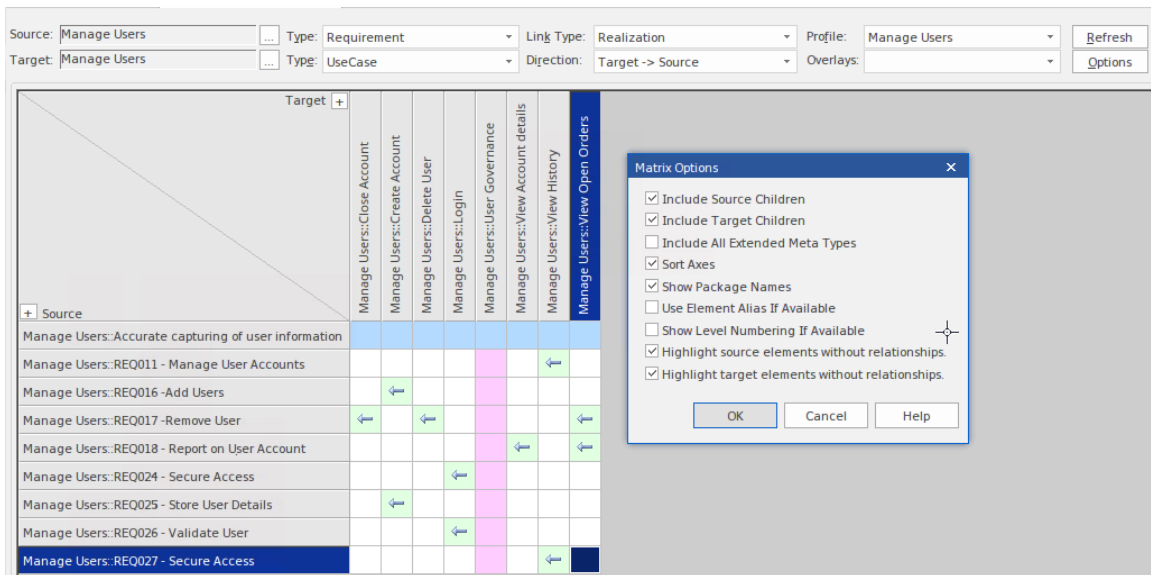 Source: Manage Users ... Type: Requirement Link Type: Realization Profile: Manage Users Refresh
Target: Manage Users ... Type: UseCase Direction: Target -> Source Overlays: Options
Target +
Manage Users::Close Account
Manage Users::Create Account
Manage Users::Delete User
Manage Users::Login
Manage Users::User Governance
Manage Users::View Account details
Manage Users::View History
Manage Users::View Open Orders
+ Source
Manage Users::Accurate capturing of user information
Manage Users::REQ011 - Manage User Accounts
Manage Users::REQ016 -Add Users
Manage Users::REQ017 -Remove User
Manage Users::REQ018 - Report on User Account
Manage Users::REQ024 - Secure Access
Manage Users::REQ025 - Store User Details
Manage Users::REQ026 - Validate User
Manage Users::REQ027 - Secure Access
Matrix Options
Include Source Children
Include Target Children
Include All Extended Meta Types
Sort Axes
Show Package Names
Use Element Alias If Available
Show Level Numbering If Available
Highlight source elements without relationships.
Highlight target elements without relationships.
OK Cancel Help